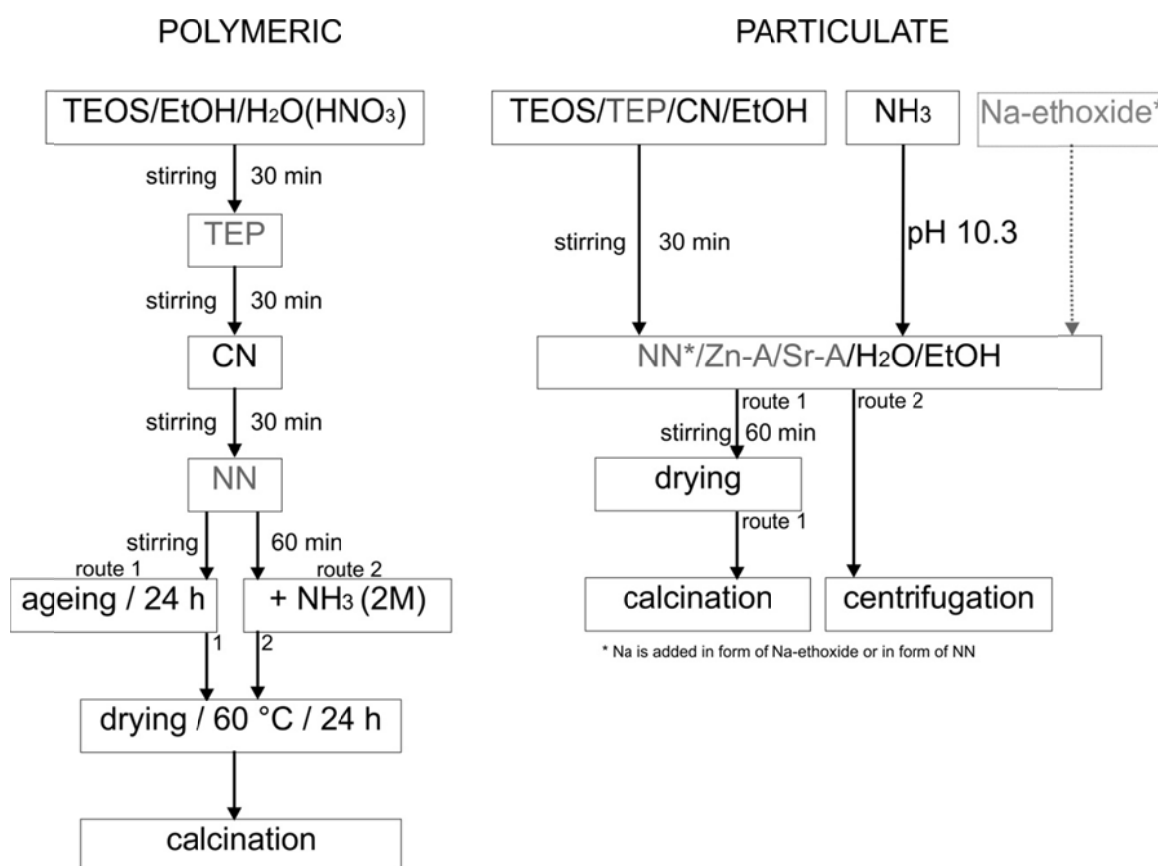 POLYMERIC
TEOS/EtOH/H₂O(HNO₃)
stirring 30 min
TEP
stirring 30 min
CN
stirring 30 min
NN
stirring 60 min
route 1 route 2
ageing / 24 h + NH₃ (2M)
1 2
drying / 60 °C / 24 h
calcination
PARTICULATE
TEOS/TEP/CN/EtOH NH₃ Na-ethoxide*
stirring 30 min pH 10.3
NN*/Zn-A/Sr-A/H₂O/EtOH
route 1 route 2
stirring 60 min
drying
route 1
calcination centrifugation
* Na is added in form of Na-ethoxide or in form of NN